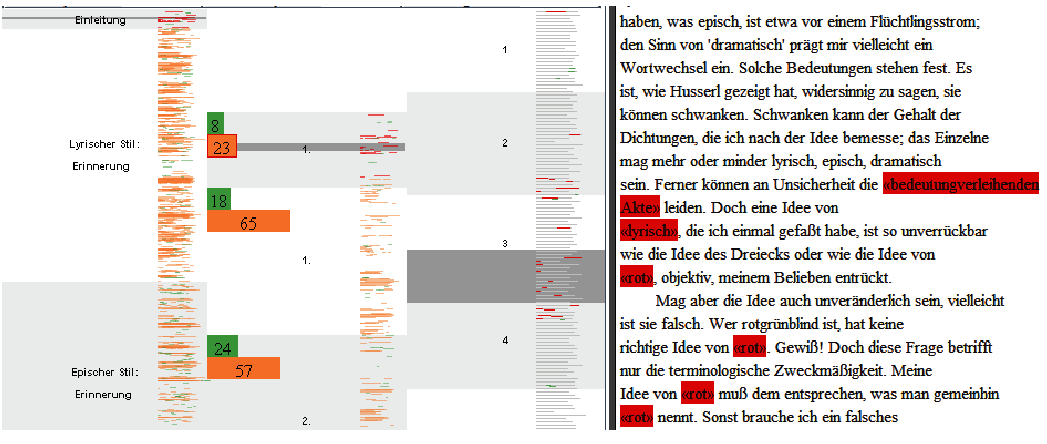 Einleitung
8
Lyrischer Stil:
23
1.
Erinnerung
18
65
1.
24
57
Epischer Stil:
Erinnerung
2.
1
2
3
4
haben, was episch, ist etwa vor einem Flüchtlingsstrom;
den Sinn von 'dramatisch' prägt mir vielleicht ein
Wortwechsel ein. Solche Bedeutungen stehen fest. Es
ist, wie Husserl gezeigt hat, widersinnig zu sagen, sie
können schwanken. Schwanken kann der Gehalt der
Dichtungen, die ich nach der Idee bemesse; das Einzelne
mag mehr oder minder lyrisch, episch, dramatisch
sein. Ferner können an Unsicherheit die «bedeutungverleihenden
Akte» leiden. Doch eine Idee von
«lyrisch», die ich einmal gefaßt habe, ist so unverrückbar
wie die Idee des Dreiecks oder wie die Idee von
«rot», objektiv, meinem Belieben entrückt.
Mag aber die Idee auch unveränderlich sein, vielleicht
ist sie falsch. Wer rotgrünblind ist, hat keine
richtige Idee von «rot». Gewiß! Doch diese Frage betrifft
nur die terminologische Zweckmäßigkeit. Meine
Idee von «rot» muß dem entsprechen, was man gemeinhin
«rot» nennt. Sonst brauche ich ein falsches